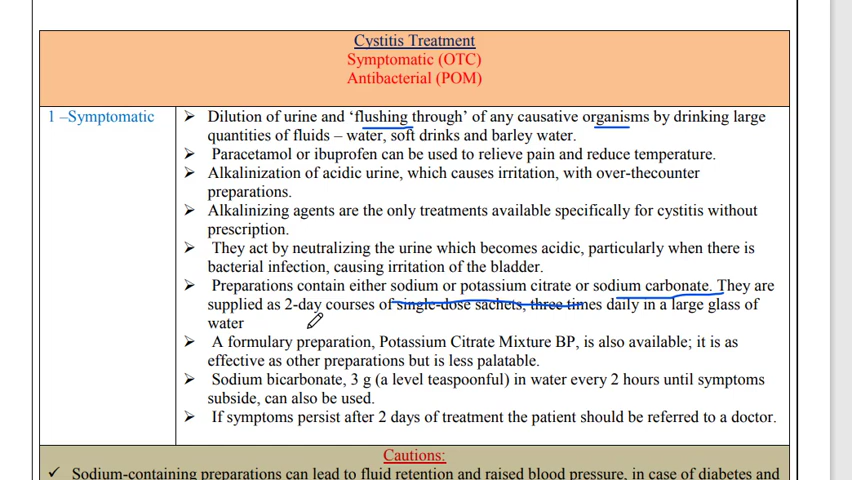 Cystitis Treatment
Symptomatic (OTC)
Antibacterial (POM)
1 –Symptomatic
➢ Dilution of urine and ‘flushing through’ of any causative organisms by drinking large
quantities of fluids – water, soft drinks and barley water.
➢ Paracetamol or ibuprofen can be used to relieve pain and reduce temperature.
➢ Alkalinization of acidic urine, which causes irritation, with over-thecounter
preparations.
➢ Alkalinizing agents are the only treatments available specifically for cystitis without
prescription.
➢ They act by neutralizing the urine which becomes acidic, particularly when there is
bacterial infection, causing irritation of the bladder.
➢ Preparations contain either sodium or potassium citrate or sodium carbonate. They are
supplied as 2-day courses of single-dose sachets, three times daily in a large glass of
water
➢ A formulary preparation, Potassium Citrate Mixture BP, is also available; it is as
effective as other preparations but is less palatable.
➢ Sodium bicarbonate, 3 g (a level teaspoonful) in water every 2 hours until symptoms
subside, can also be used.
➢ If symptoms persist after 2 days of treatment the patient should be referred to a doctor.
Cautions:
✓ Sodium-containing preparations can lead to fluid retention and raised blood pressure, in case of diabetes and